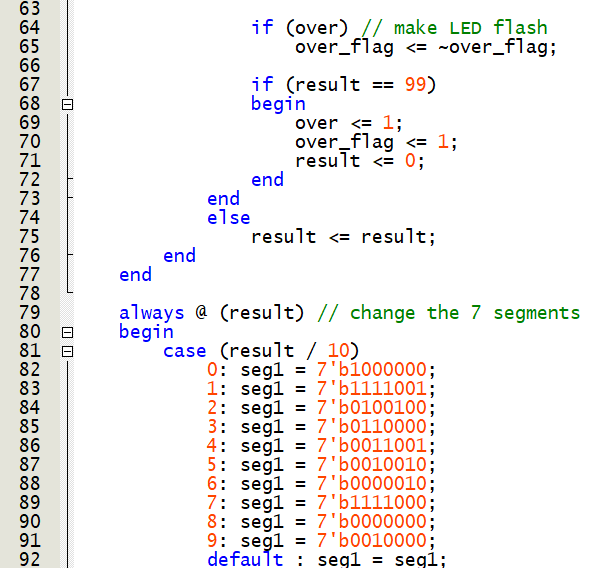 63
64 if (over) // make LED flash
65 over_flag <= ~over_flag;
66
67 if (result == 99)
68 begin
69 over <= 1;
70 over_flag <= 1;
71 result <= 0;
72 end
73 end
74 else
75 result <= result;
76 end
77 end
78
79 always @ (result) // change the 7 segments
80 begin
81 case (result / 10)
82 0: seg1 = 7'b1000000;
83 1: seg1 = 7'b1111001;
84 2: seg1 = 7'b0100100;
85 3: seg1 = 7'b0110000;
86 4: seg1 = 7'b0011001;
87 5: seg1 = 7'b0010010;
88 6: seg1 = 7'b0000010;
89 7: seg1 = 7'b1111000;
90 8: seg1 = 7'b0000000;
91 9: seg1 = 7'b0010000;
92 default : seg1 = seg1;